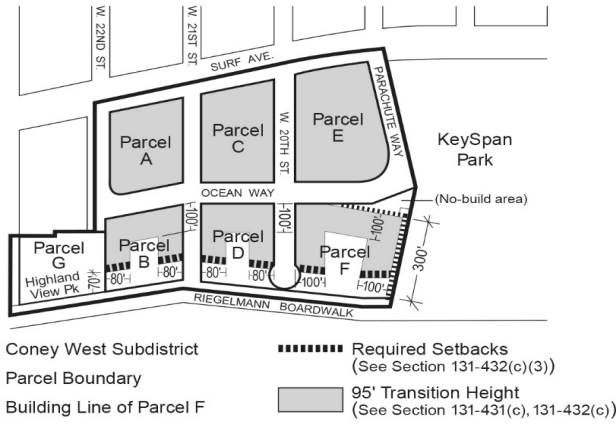 W. 22ND ST.
W. 21ST ST.
SURF AVE.
PARACHUTE WAY
Parcel
A
Parcel
C
W. 20TH ST.
Parcel
E
KeySpan
Park
OCEAN WAY
(No-build area)
100'
100'
100'
300'
Parcel
G
Highland
View Pk
70'
Parcel
B
80'
80'
Parcel
D
80'
80'
Parcel
F
100'
100'
RIEGELMANN BOARDWALK
Coney West Subdistrict
Parcel Boundary
Building Line of Parcel F
Required Setbacks
(See Section 131-432(c)(3))
95' Transition Height
(See Section 131-431(c), 131-432(c))